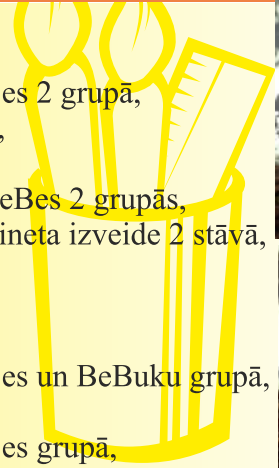 es 2 grupā,
,
eBes 2 grupās,
ineta izveide 2 stāvā,
es un BeBuku grupā,
es grupā,